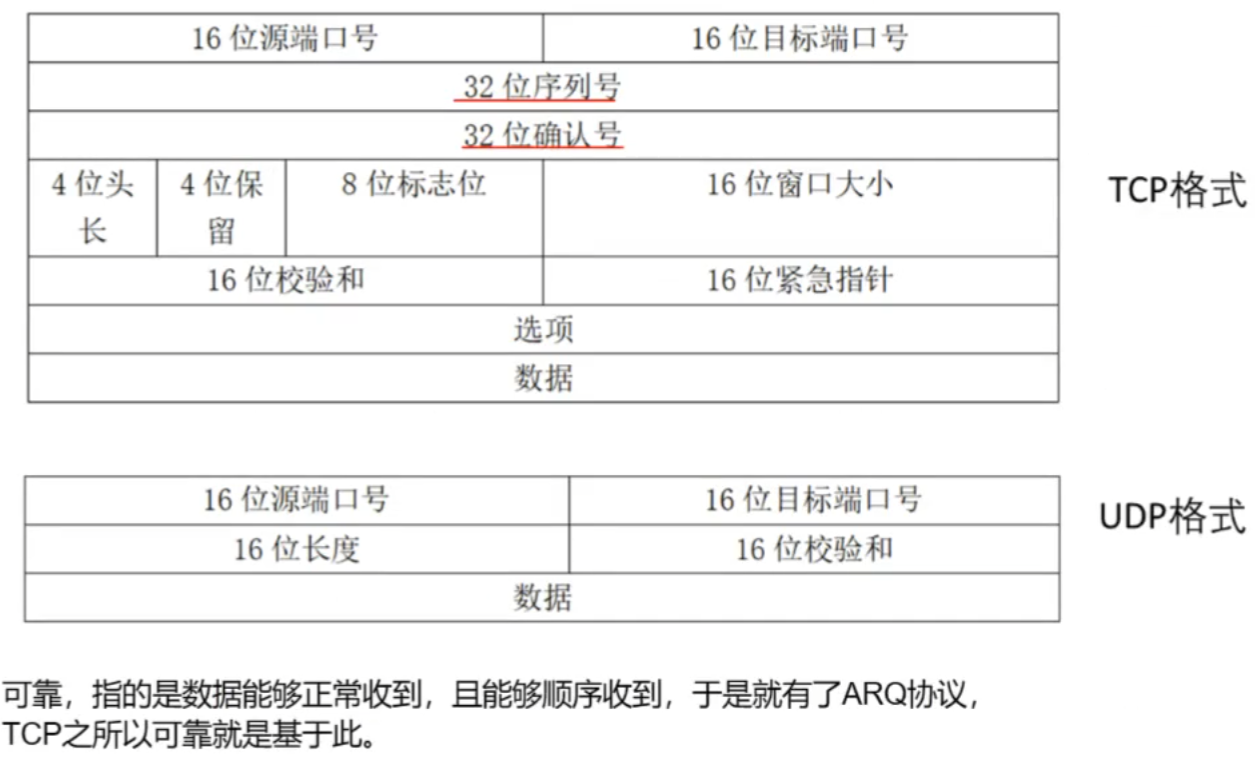 16 位源端口号 16 位目标端口号
32 位序列号
32 位确认号
4 位头长 4 位保留 8 位标志位 16 位窗口大小
TCP格式
16 位校验和 16 位紧急指针
选项
数据
16 位源端口号 16 位目标端口号
UDP格式
16 位长度 16 位校验和
数据
可靠，指的是数据能够正常收到，且能够顺序收到，于是就有了ARQ协议，
TCP之所以可靠就是基于此。